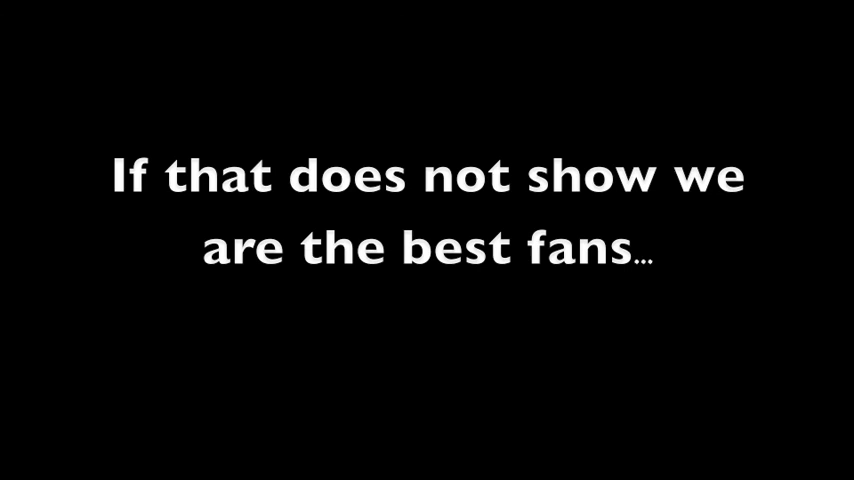 If that does not show we
are the best fans...